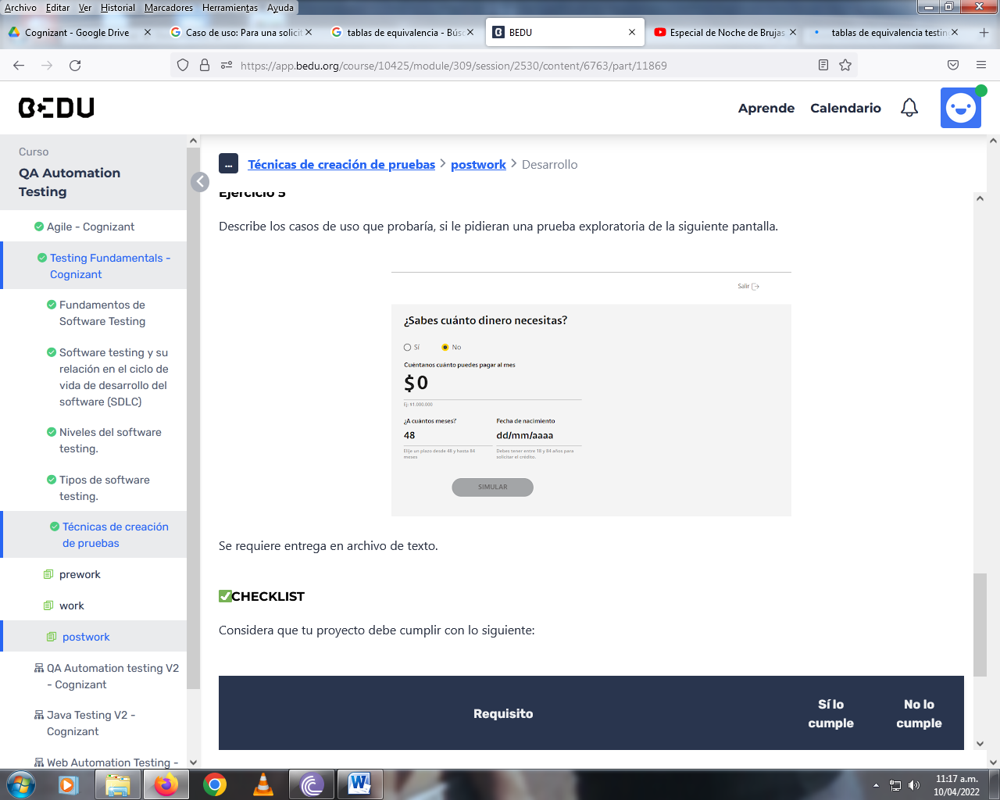 Archivo Editar Ver Historial Marcadores Herramientas Ayuda
Cognizant - Google Drive
Caso de uso: Para una solicit
tablas de equivalencia - Búsc
BEDU
Especial de Noche de Brujas
tablas de equivalencia testin
https://app.bedu.org/course/10425/module/309/session/2530/content/6763/part/11869
BEDU
Aprende
Calendario
Curso
QA Automation
Testing
Agile - Cognizant
Testing Fundamentals -
Cognizant
Fundamentos de
Software Testing
Software testing y su
relación en el ciclo de
vida de desarrollo del
software (SDLC)
Niveles del software
testing.
Tipos de software
testing.
Técnicas de creación
de pruebas
prework
work
postwork
QA Automation testing V2
- Cognizant
Java Testing V2 -
Cognizant
Web Automation Testing -
... Técnicas de creación de pruebas > postwork > Desarrollo
Ejercicio 5
Describe los casos de uso que probaría, si le pidieran una prueba exploratoria de la siguiente pantalla.
Salir
¿Sabes cuánto dinero necesitas?
Sí No
Cuéntanos cuánto puedes pagar al mes
$ 0
Ej: $1.000.000
¿A cuántos meses? Fecha de nacimiento
48 dd/mm/aaaa
Elije un plazo desde 48 y hasta 84 Debes tener entre 18 y 84 años para
meses solicitar el crédito.
SIMULAR
Se requiere entrega en archivo de texto.
✅CHECKLIST
Considera que tu proyecto debe cumplir con lo siguiente:
Requisito
Sí lo
cumple
No lo
cumple
11:17 a.m.
10/04/2022